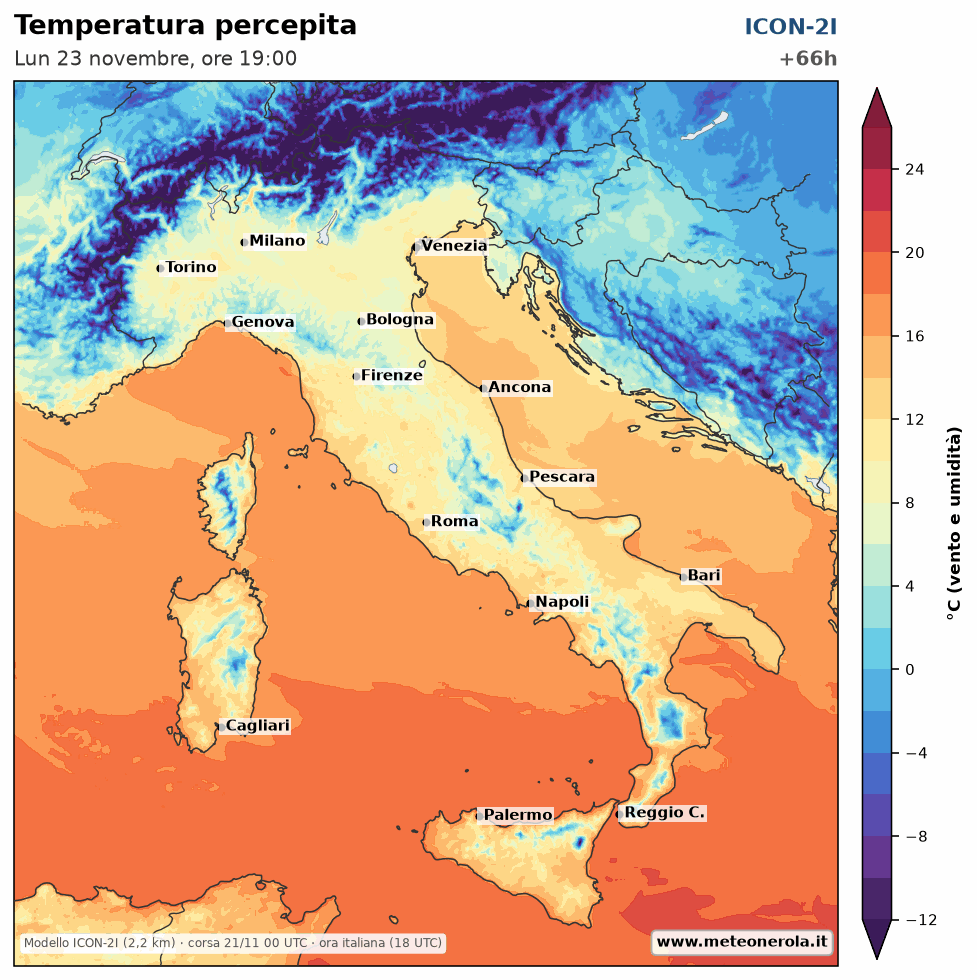 Temperatura percepita
ICON-2I
Lun 23 novembre, ore 19:00
+66h
Milano
Venezia
Torino
Genova
Bologna
Firenze
Ancona
Pescara
Roma
Bari
Napoli
Cagliari
Palermo
Reggio C.
24
20
16
12
8
4
0
−4
−8
−12
°C (vento e umidità)
Modello ICON-2I (2,2 km) · corsa 21/11 00 UTC · ora italiana (18 UTC)
www.meteonerola.it